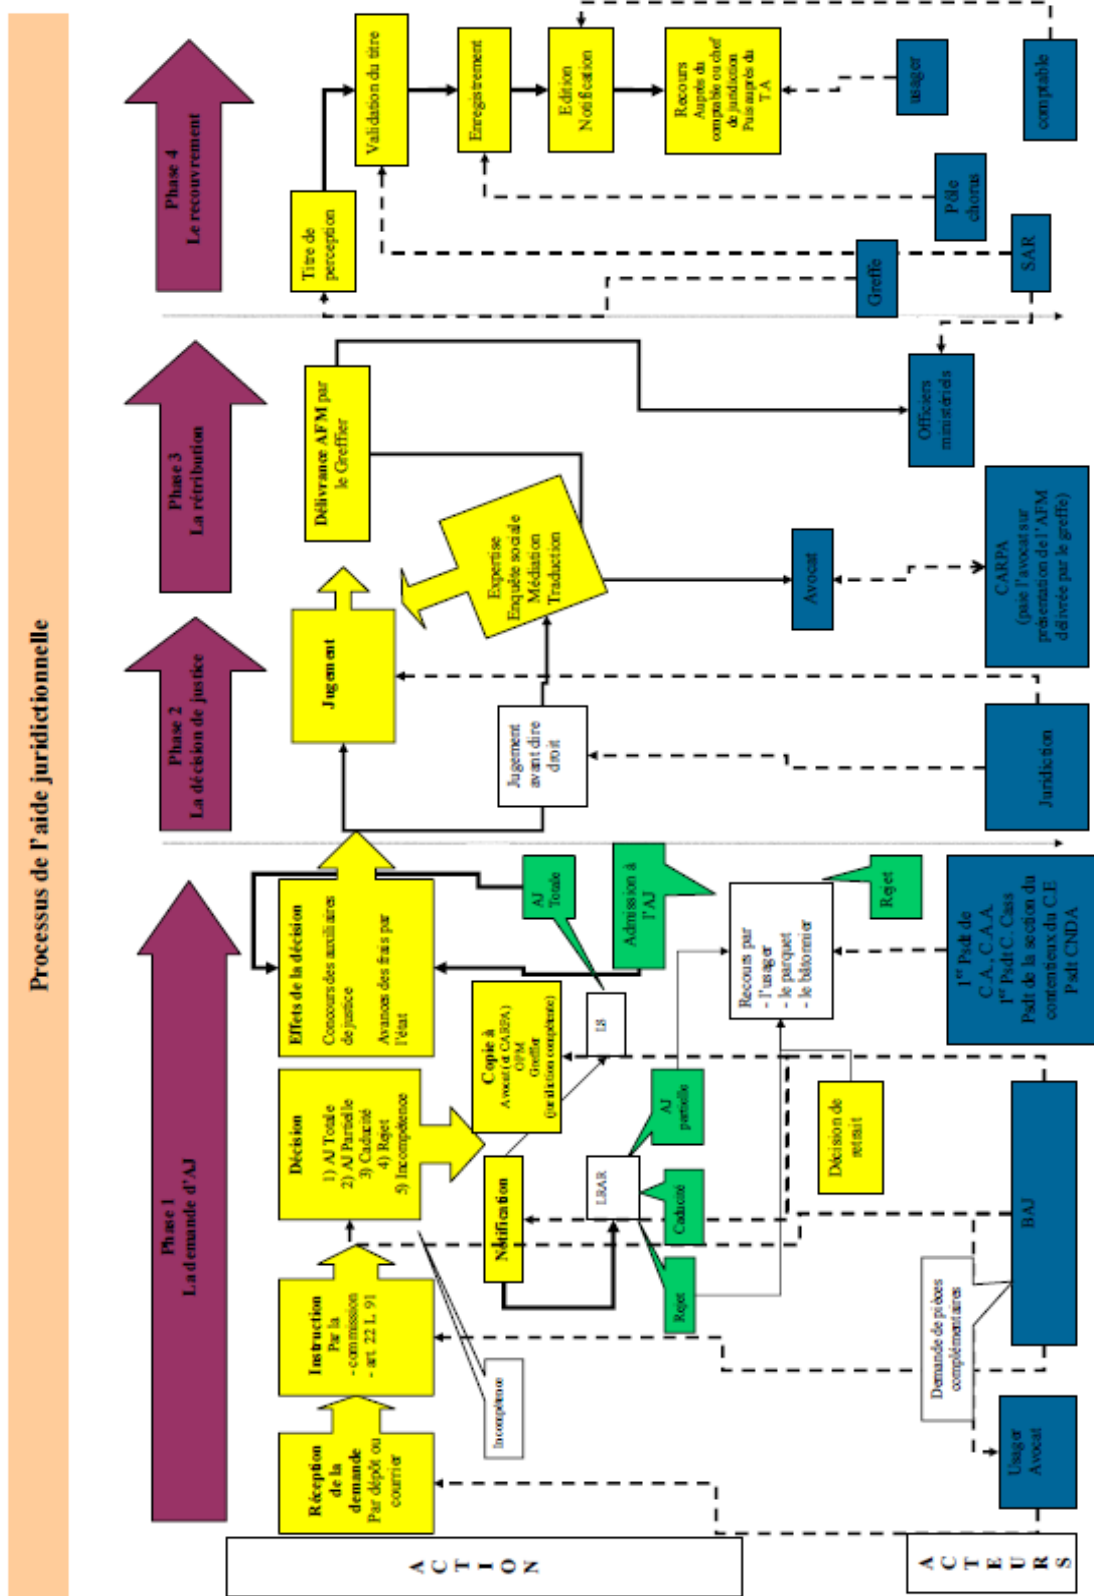 Processus de l'aide juridictionnelle
Phase 1
La demande d'AJ
Phase 2
La décision de justice
Phase 3
La rétribution
Phase 4
Le recouvrement
A
C
T
I
O
N
Réception
de la
demande
Par dépôt ou
courrier
Instruction
Par la
- commission
- art. 22 L 91
Décision
1) AJ Totale
2) AJ Partielle
3) Caducité
4) Rejet
5) Incompétence
Effets de la décision
Concours des auxiliaires
de justice
Avances des frais par
l'état
Jugement
Délivrance AFM par
le Greffier
Titre de
perception
Validation du titre
Enregistrement
Edition
Notification
Recours
Auprès du
comptable ou chef
de juridiction
Puis auprès du
T A
Incompétence
Notification
Copie à
Avocat (et CARPA)
OPM
Greffier
(juridiction compétente)
AJ
Totale
LS
LRAR
Rejet
Caducité
AJ
partielle
Admission à
l'AJ
Recours par
- l'usager
- le parquet
- le bâtonnier
Rejet
Décision de
retrait
Jugement
avant dire
droit
Expertise
Enquête sociale
Médiation
Traduction
A
C
T
E
U
R
S
Usager
Avocat
Demande de pièces
complémentaires
BAJ
1er Psdt de
C.A., C.A.A.
1er Psdt C. Cass
Psdt de la section du
contentieux du C.E
Psdt CNDA
Juridiction
Avocat
CARPA
(paie l'avocat sur
présentation de l'AFM
délivrée par le greffe)
Officiers
ministériels
Greffe
SAR
Pôle
chorus
usager
comptable